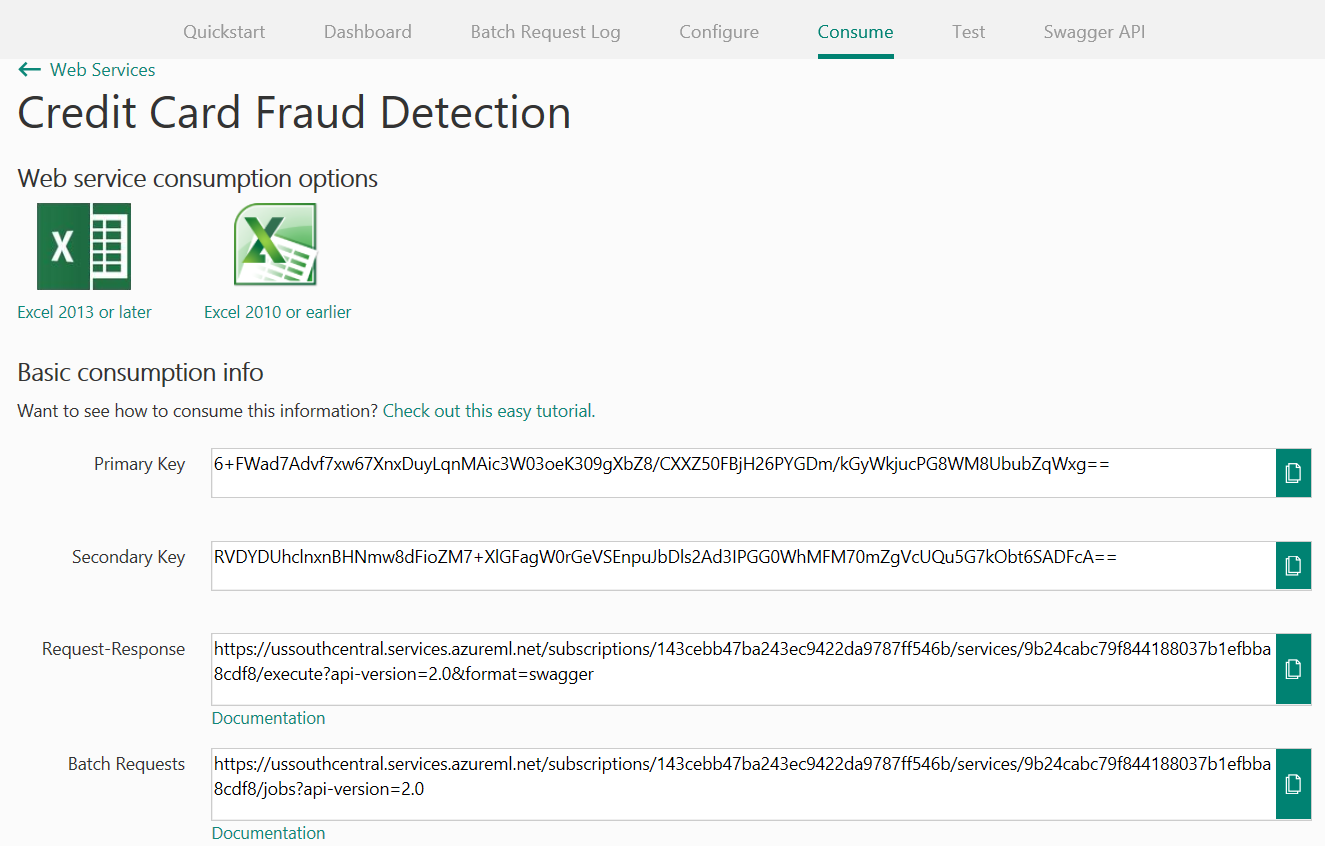 Quickstart Dashboard Batch Request Log Configure Consume Test Swagger API
← Web Services
Credit Card Fraud Detection
Web service consumption options
Excel 2013 or later Excel 2010 or earlier
Basic consumption info
Want to see how to consume this information? Check out this easy tutorial.
Primary Key 6+FWad7Advf7xw67XnxDuyLqnMAic3W03oeK309gXbZ8/CXXZ50FBjH26PYGDm/kGyWkjucPG8WM8UbubZqWxg==
Secondary Key RVDYDUhclnxnBHNmw8dFioZM7+XlGFagW0rGeVSEnpuJbDls2Ad3IPGG0WhMFM70mZgVcUQu5G7kObt6SADFcA==
Request-Response https://ussouthcentral.services.azureml.net/subscriptions/143cebb47ba243ec9422da9787ff546b/services/9b24cabc79f844188037b1efbba
8cdf8/execute?api-version=2.0&format=swagger
Documentation
Batch Requests https://ussouthcentral.services.azureml.net/subscriptions/143cebb47ba243ec9422da9787ff546b/services/9b24cabc79f844188037b1efbba
8cdf8/jobs?api-version=2.0
Documentation